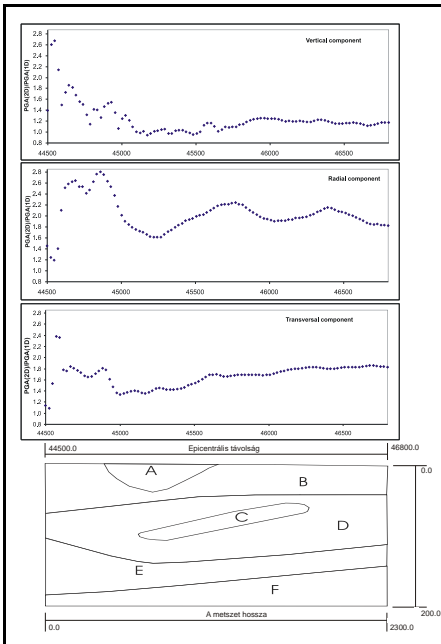 Vertical component
PGA(2D)/PGA(1D)
2,8
2,6
2,4
2,2
2,0
1,8
1,6
1,4
1,2
1,0
0,8
44500 45000 45500 46000 46500
Radial component
PGA(2D)/PGA(1D)
2,8
2,6
2,4
2,2
2,0
1,8
1,6
1,4
1,2
1,0
0,8
44500 45000 45500 46000 46500
Transversal component
PGA(2D)/PGA(1D)
2,8
2,6
2,4
2,2
2,0
1,8
1,6
1,4
1,2
1,0
0,8
44500 45000 45500 46000 46500
44500.0 Epicentrális távolság 46800.0
0.0
A
B
C
D
E
F
200.0
A metszet hossza
0.0 2300.0